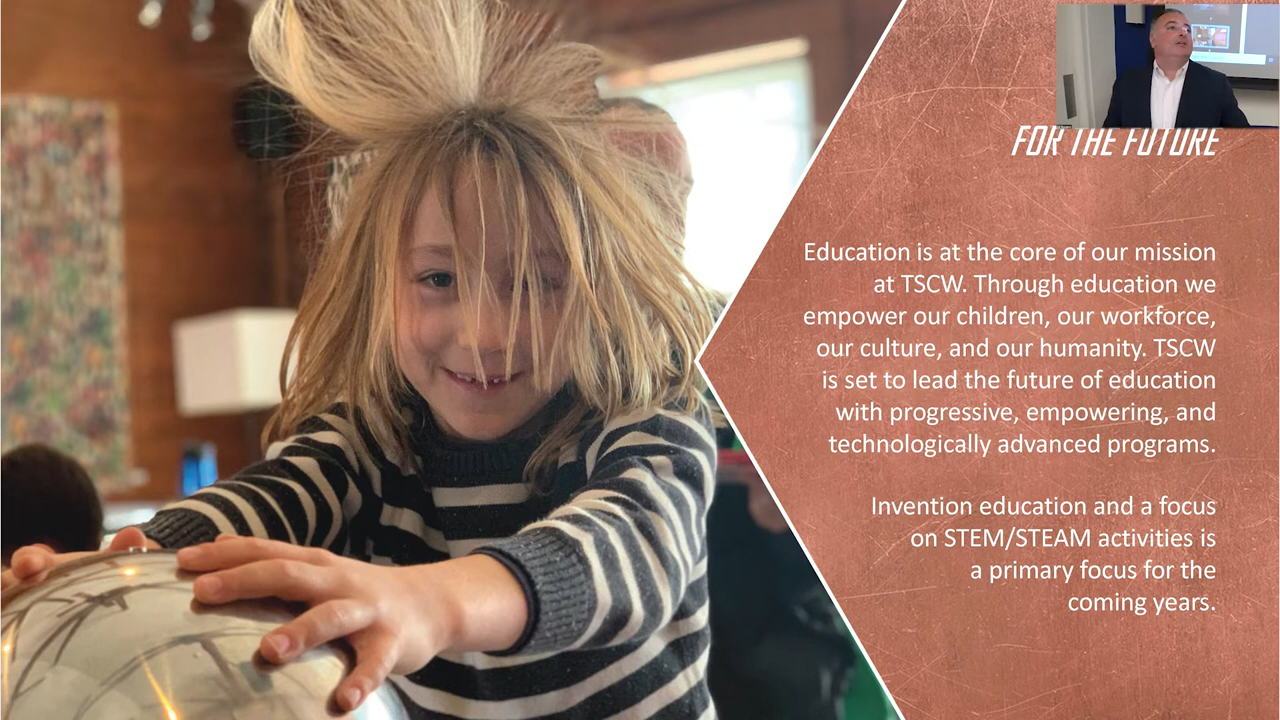 FOR THE FUTURE
Education is at the core of our mission
at TSCW. Through education we
empower our children, our workforce,
our culture, and our humanity. TSCW
is set to lead the future of education
with progressive, empowering, and
technologically advanced programs.
Invention education and a focus
on STEM/STEAM activities is
a primary focus for the
coming years.